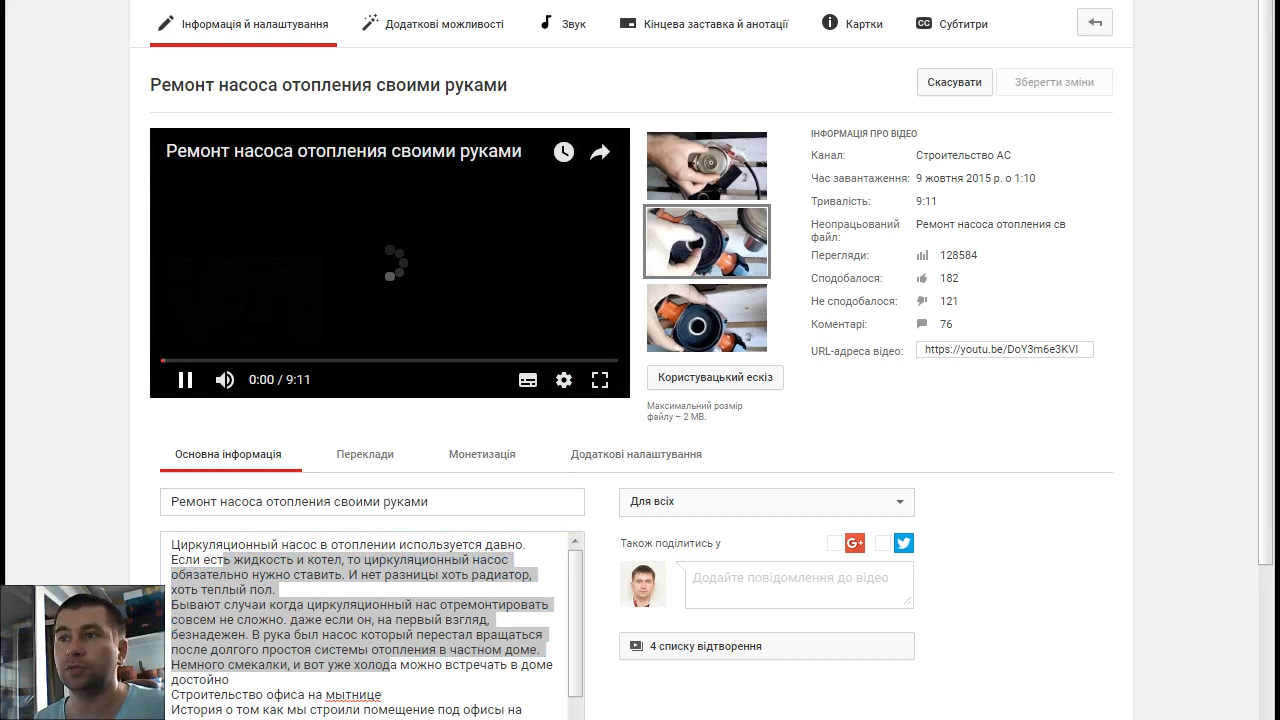 Інформація й налаштування
Додаткові можливості
Звук
Кінцева заставка й анотації
Картки
CC Субтитри
Ремонт насоса отопления своими руками
Скасувати
Зберегти зміни
Ремонт насоса отопления своими руками
0:00 / 9:11
Користувацький ескіз
Максимальний розмір
файлу – 2 МВ.
ІНФОРМАЦІЯ ПРО ВІДЕО
Канал: Строительство АС
Час завантаження: 9 жовтня 2015 р. о 1:10
Тривалість: 9:11
Неопрацьований Ремонт насоса отопления св
файл:
Перегляди: 128584
Сподобалося: 182
Не сподобалося: 121
Коментарі: 76
URL-адреса відео: https://youtu.be/DoY3m6e3KVI
Основна інформація
Переклади
Монетизація
Додаткові налаштування
Ремонт насоса отопления своими руками
Циркуляционный насос в отоплении используется давно.
Если есть жидкость и котел, то циркуляционный насос
обязательно нужно ставить. И нет разницы хоть радиатор,
хоть теплый пол.
Бывают случаи когда циркуляционный нас отремонтировать
совсем не сложно. даже если он, на первый взгляд,
безнадежен. В рука был насос который перестал вращаться
после долгого простоя системы отопления в частном доме.
Немного смекалки, и вот уже холода можно встречать в доме
достойно
Строительство офиса на мытнице
История о том как мы строили помещение под офисы на
Для всіх
Також поділитись у
G+
Додайте повідомлення до відео
4 списку відтворення